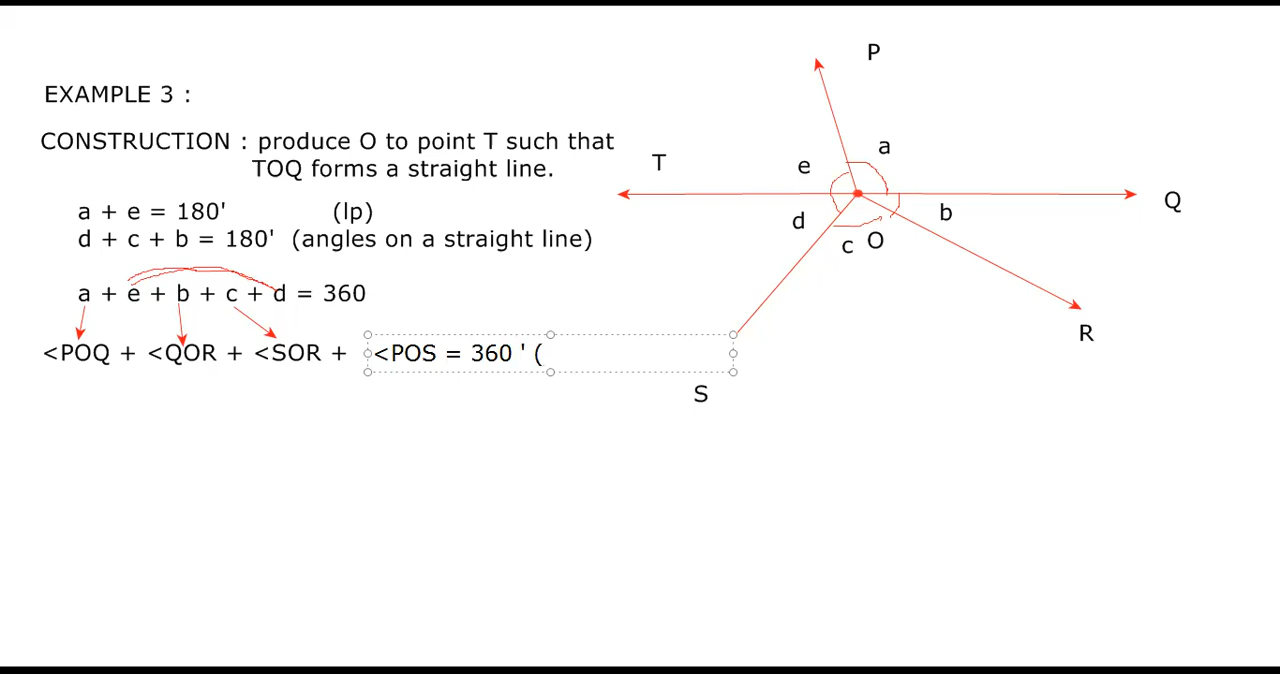 EXAMPLE 3 :
CONSTRUCTION : produce O to point T such that
TOQ forms a straight line.
a + e = 180' (lp)
d + c + b = 180' (angles on a straight line)
a + e + b + c + d = 360
<POQ + <QOR + <SOR + <POS = 360 ' (
P
a
T
e
Q
b
d
c O
R
S